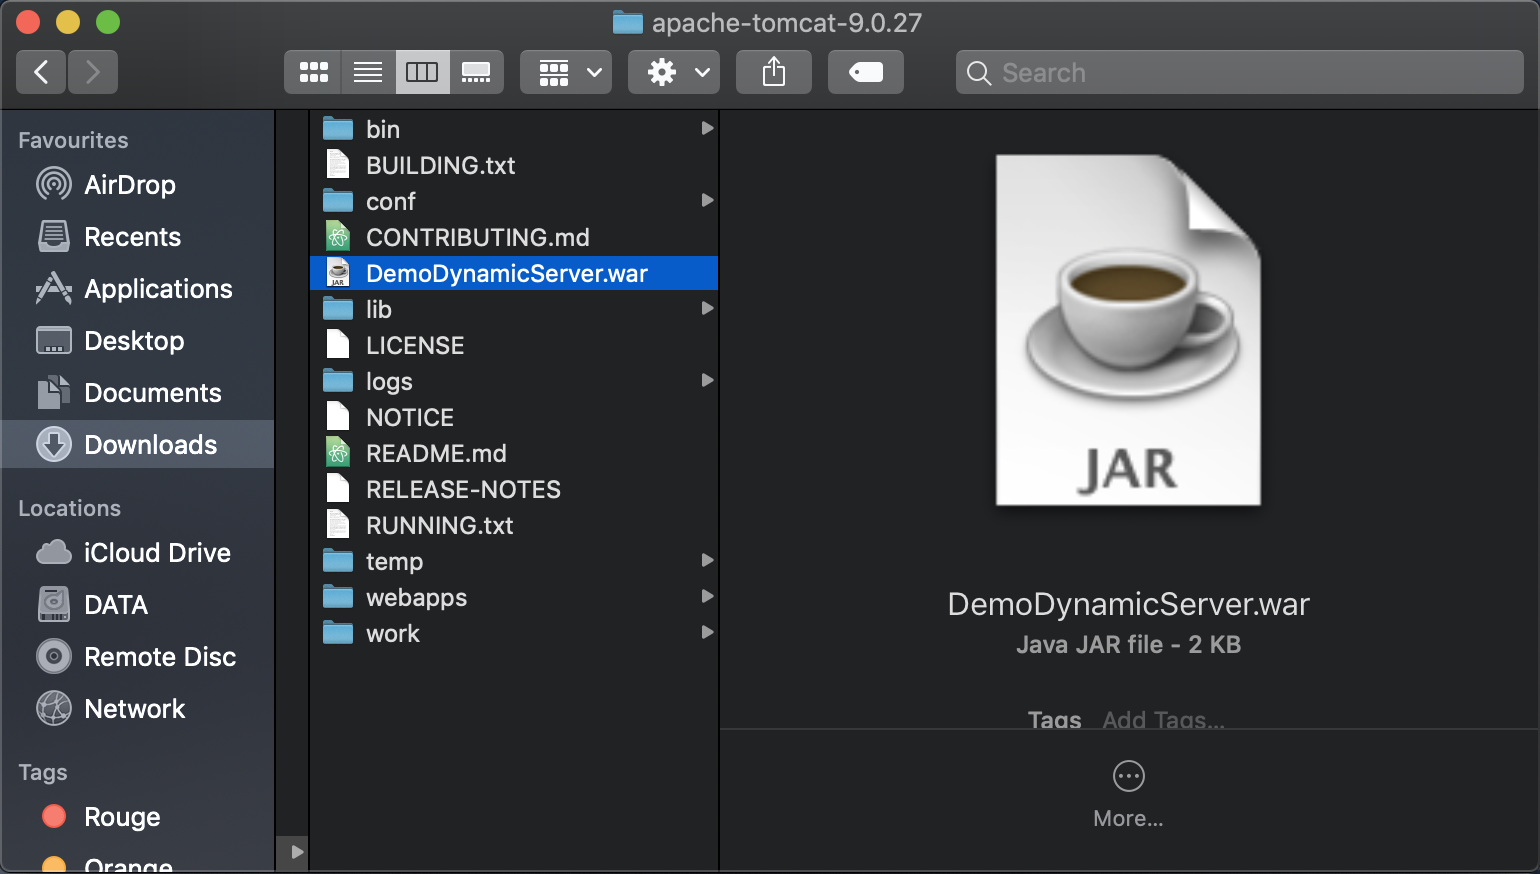 apache-tomcat-9.0.27
Search
Favourites
AirDrop
Recents
Applications
Desktop
Documents
Downloads
Locations
iCloud Drive
DATA
Remote Disc
Network
Tags
Rouge
Orange
bin
BUILDING.txt
conf
CONTRIBUTING.md
DemoDynamicServer.war
lib
LICENSE
logs
NOTICE
README.md
RELEASE-NOTES
RUNNING.txt
temp
webapps
work
JAR
DemoDynamicServer.war
Java JAR file - 2 KB
Tags Add Tags...
More...